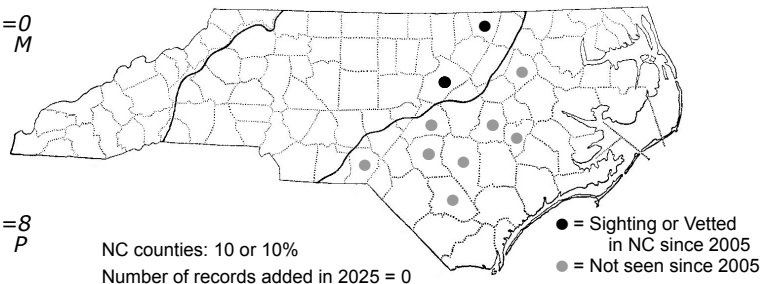 =0
M
=8
P
NC counties: 10 or 10%
Number of records added in 2025 = 0
= Sighting or Vetted
in NC since 2005
= Not seen since 2005